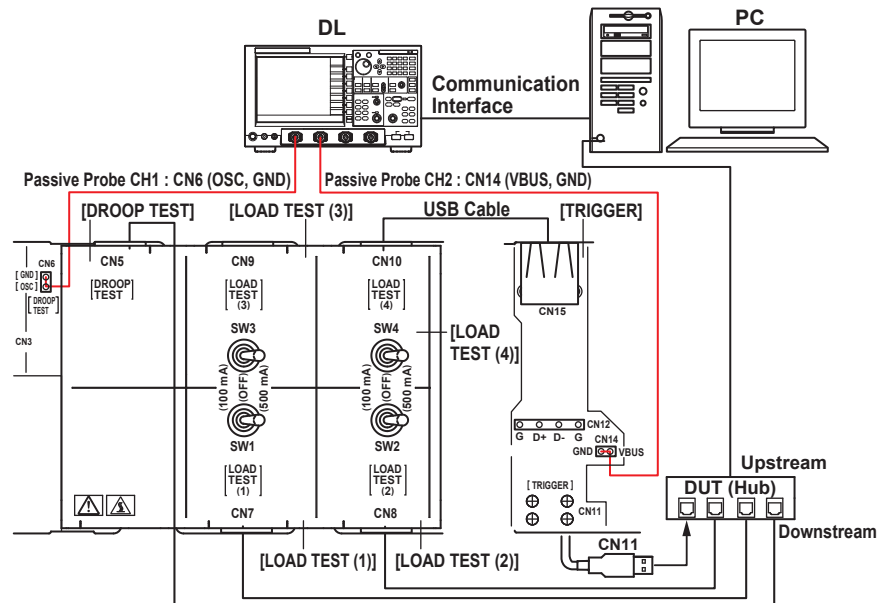 DL
PC
Communication
Interface
Passive Probe CH1 : CN6 (OSC, GND)
Passive Probe CH2 : CN14 (VBUS, GND)
[DROOP TEST]
[LOAD TEST (3)]
USB Cable
[TRIGGER]
CN6
[ GND ]
[ OSC ]
[ DROOP
TEST ]
CN3
CN5
[DROOP
TEST]
CN9
[LOAD
TEST
(3)]
SW3
CN10
[LOAD
TEST
(4)]
SW4
[LOAD
TEST (4)]
CN15
(100 mA)
(OFF)
(500 mA)
(100 mA)
(OFF)
(500 mA)
SW1
[LOAD
TEST
(1)]
CN7
SW2
[LOAD
TEST
(2)]
CN8
CN12
G D+ D- G
CN14
GND
VBUS
[ TRIGGER ]
CN11
Upstream
DUT (Hub)
Downstream
CN11
[LOAD TEST (1)]
[LOAD TEST (2)]